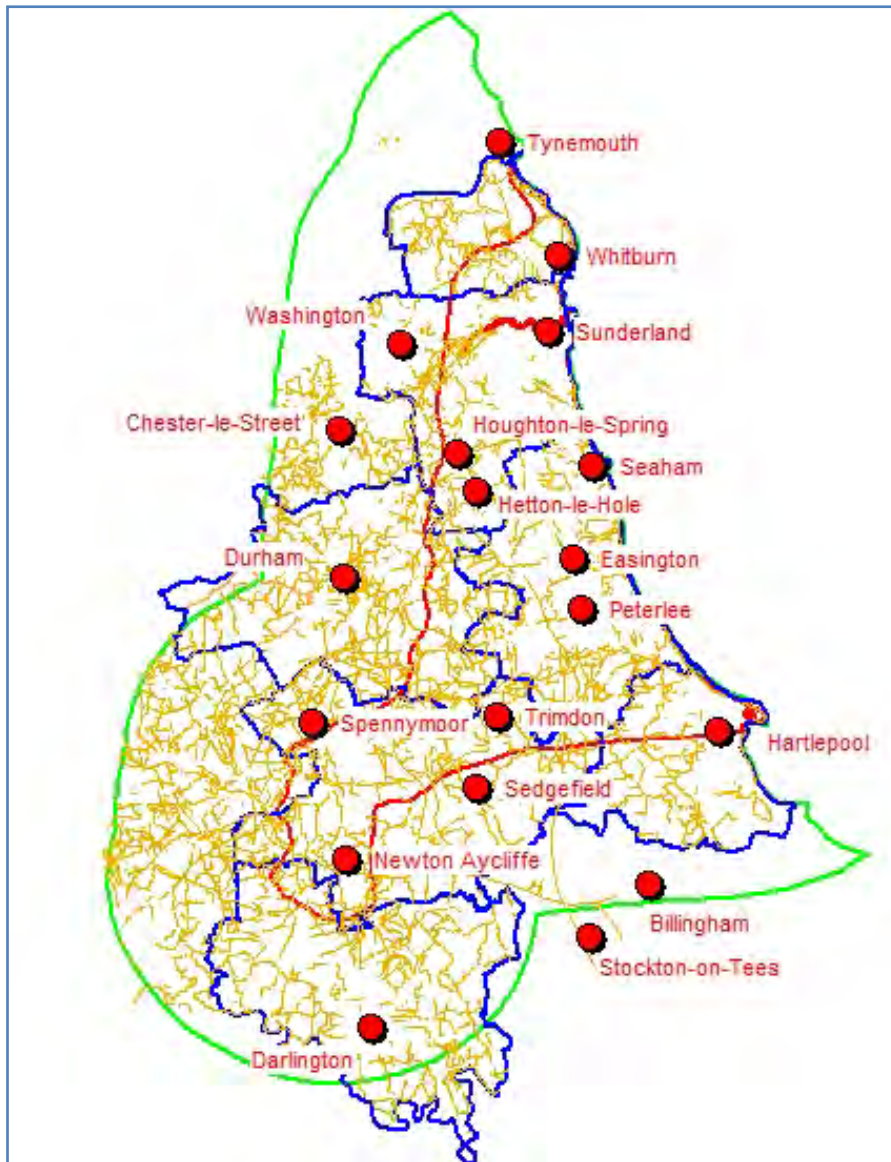 Tynemouth
Whitburn
Washington
Sunderland
Chester-le-Street
Houghton-le-Spring
Seaham
Hetton-le-Hole
Durham
Easington
Peterlee
Spennymoor
Trimdon
Hartlepool
Sedgefield
Newton Aycliffe
Billingham
Stockton-on-Tees
Darlington